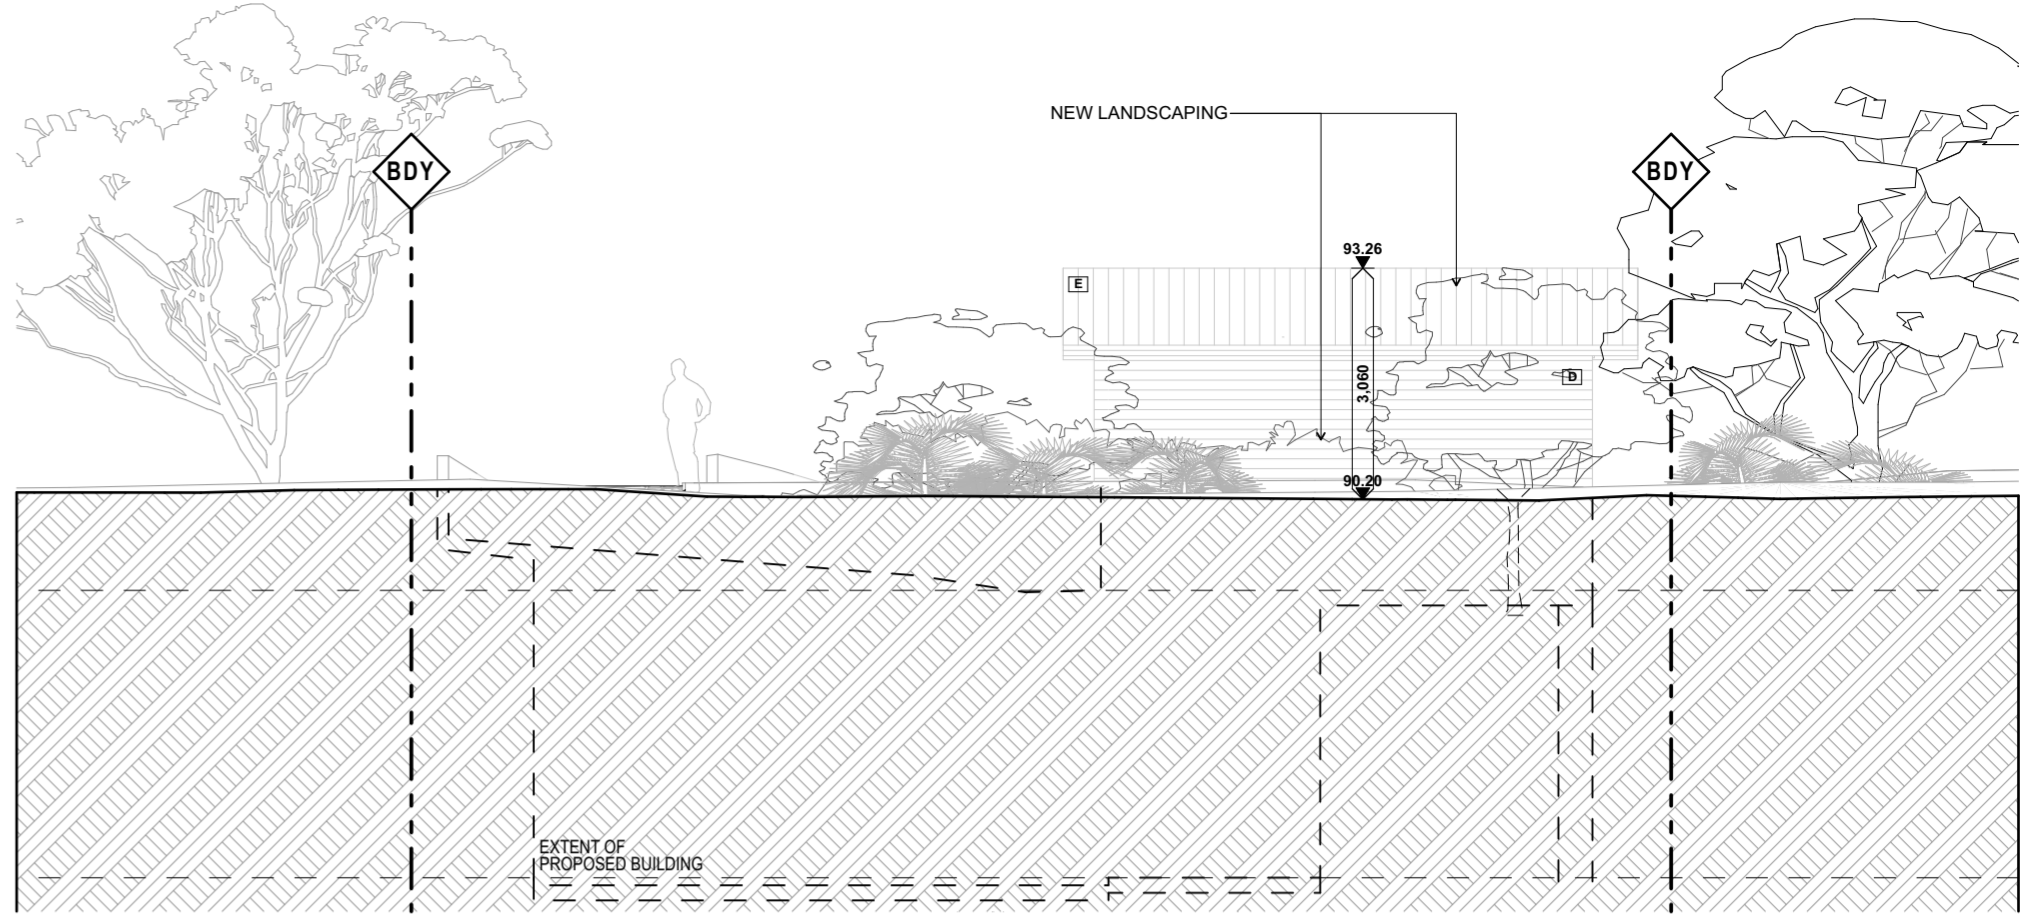 NEW LANDSCAPING
BDY
BDY
93.26
E
3,060
D
90.20
EXTENT OF
PROPOSED BUILDING